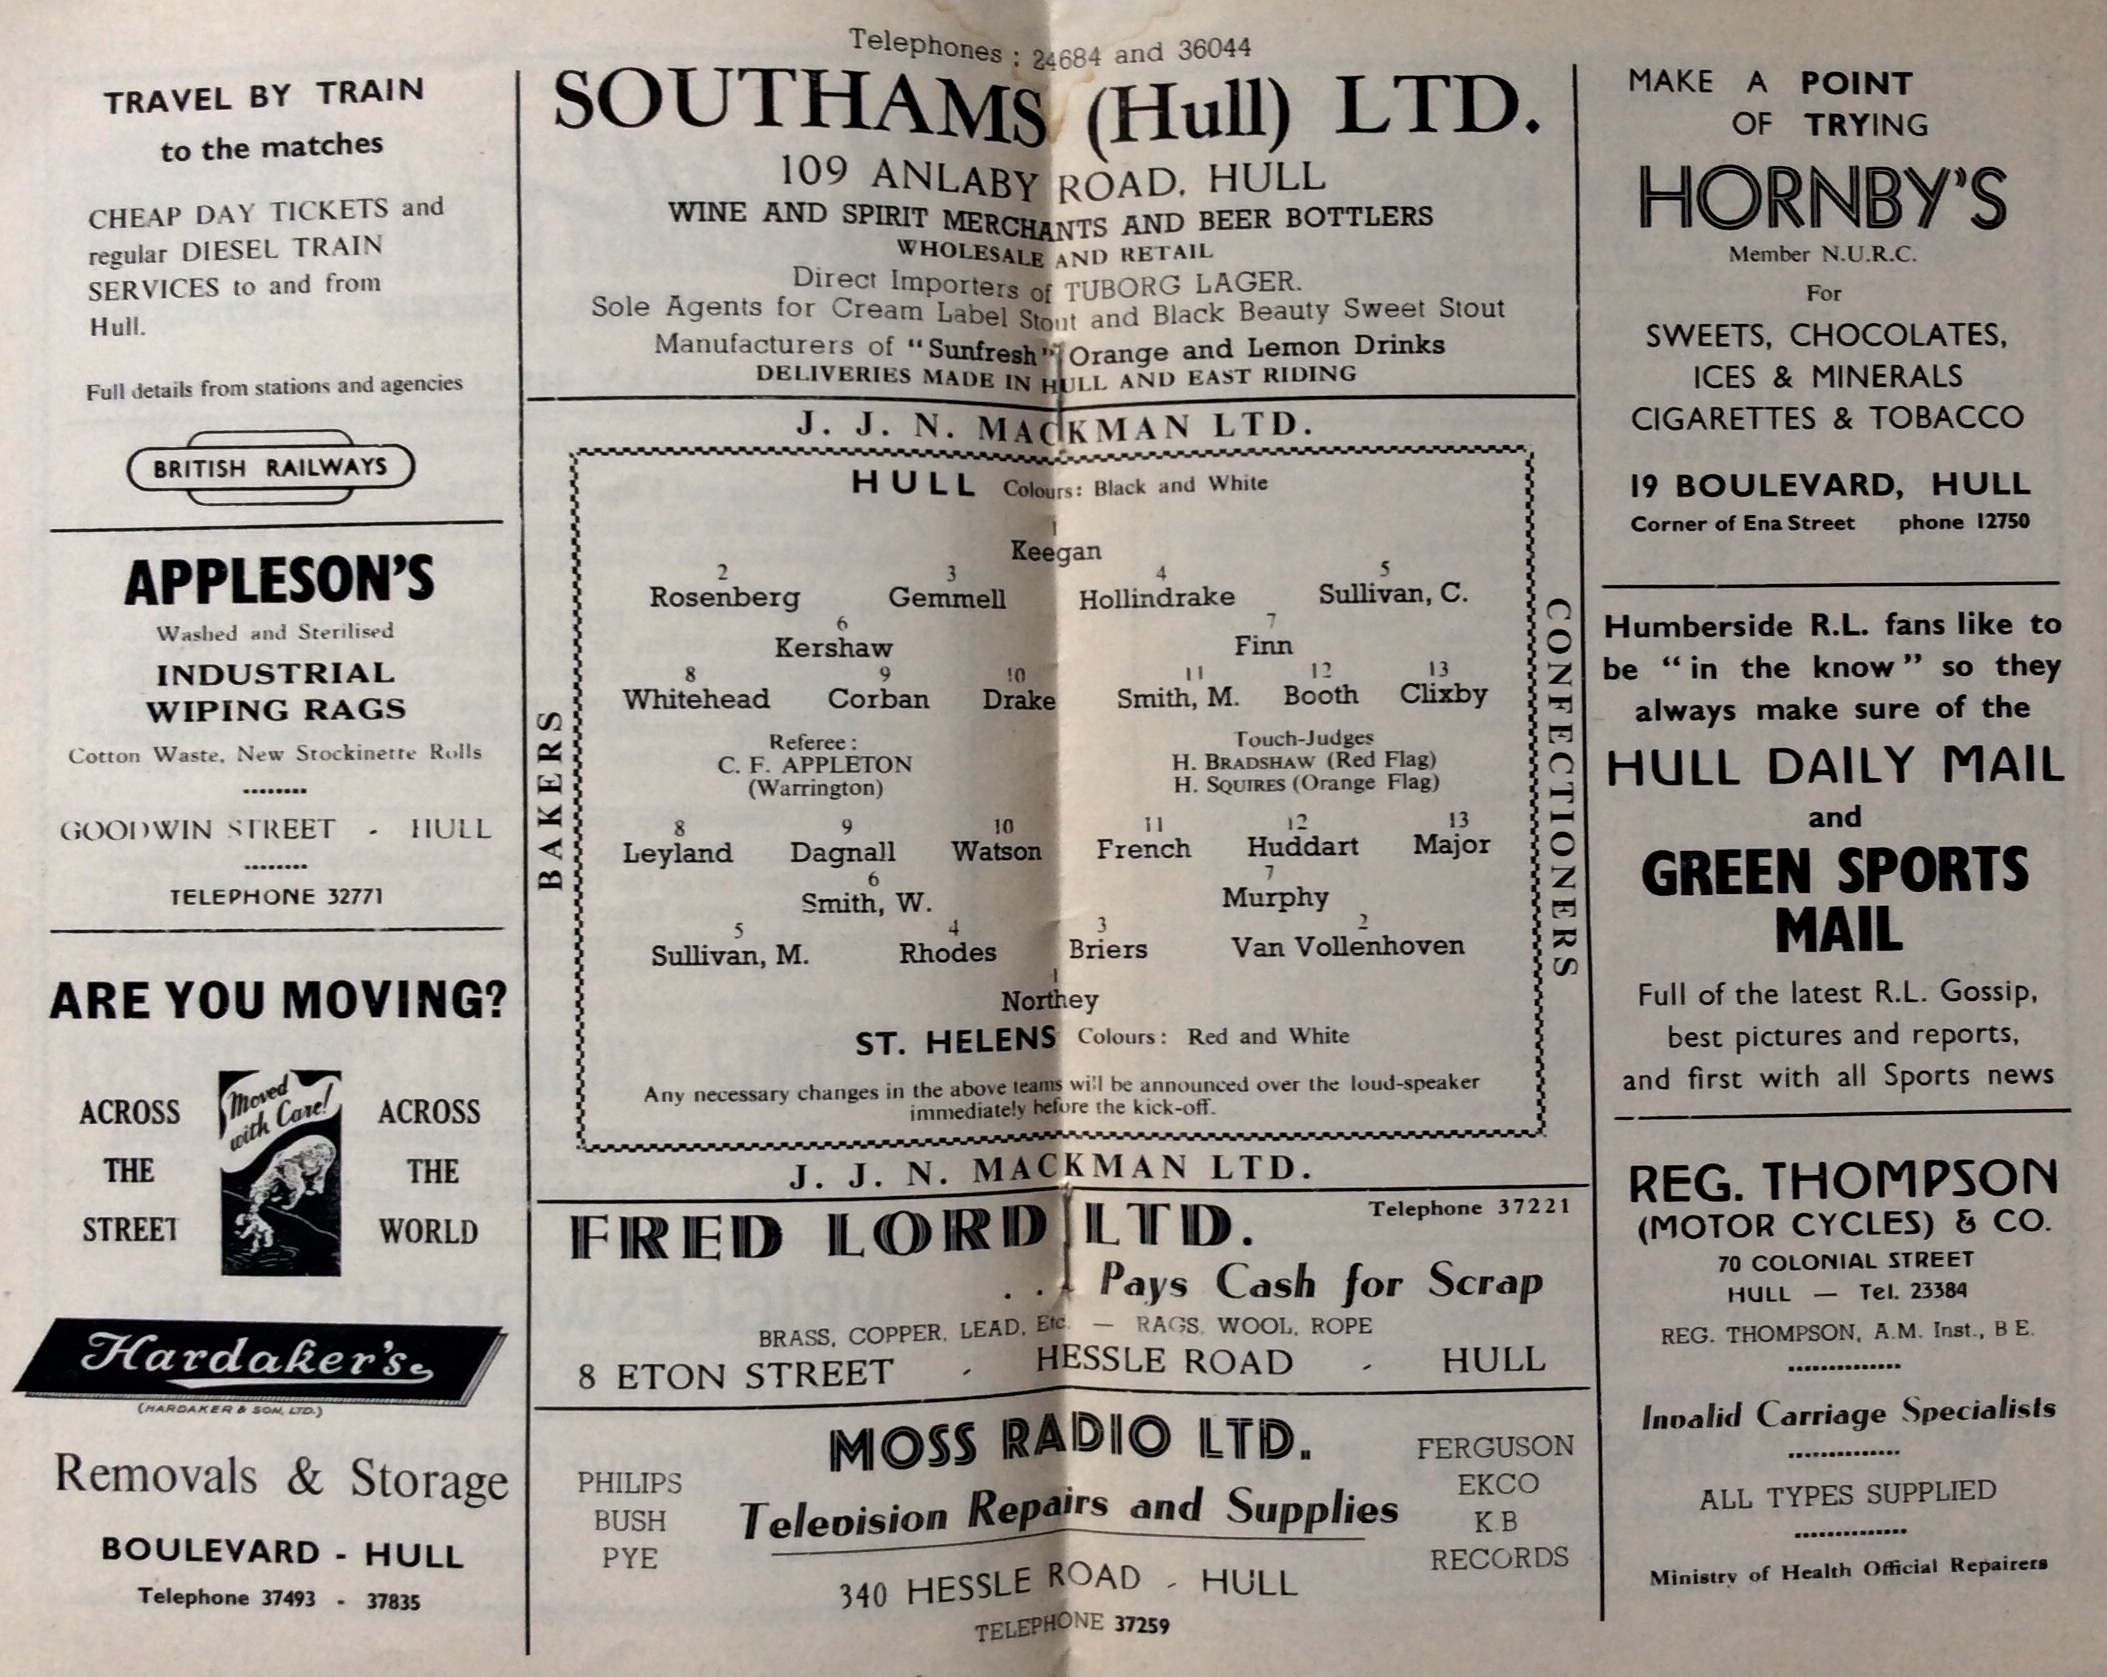 TRAVEL BY TRAIN
to the matches
CHEAP DAY TICKETS and
regular DIESEL TRAIN
SERVICES to and from
Hull.
Full details from stations and agencies
BRITISH RAILWAYS
APPLESON'S
Washed and Sterilised
INDUSTRIAL
WIPING RAGS
Cotton Waste, New Stockinette Rolls
GOODWIN STREET - HULL
TELEPHONE 32771
ARE YOU MOVING?
ACROSS
THE
STREET
Moved
with Care!
ACROSS
THE
WORLD
Hardaker's
(HARDAKER & SON, LTD.)
Removals & Storage
BOULEVARD - HULL
Telephone 37493 - 37835
Telephones : 24684 and 36044
SOUTHAMS (Hull) LTD.
109 ANLABY ROAD, HULL
WINE AND SPIRIT MERCHANTS AND BEER BOTTLERS
WHOLESALE AND RETAIL
Direct Importers of TUBORG LAGER.
Sole Agents for Cream Label Stout and Black Beauty Sweet Stout
Manufacturers of "Sunfresh" Orange and Lemon Drinks
DELIVERIES MADE IN HULL AND EAST RIDING
J. J. N. MACKMAN LTD.
BAKERS
HULL Colours: Black and White
1
Keegan
2 3 4 5
Rosenberg Gemmell Hollindrake Sullivan, C.
6 7
Kershaw Finn
8 9 10 11 12 13
Whitehead Corban Drake Smith, M. Booth Clixby
Referee: Touch-Judges
C. F. APPLETON H. BRADSHAW (Red Flag)
(Warrington) H. SQUIRES (Orange Flag)
8 9 10 11 12 13
Leyland Dagnall Watson French Huddart Major
6 7
Smith, W. Murphy
5 4 3 2
Sullivan, M. Rhodes Briers Van Vollenhoven
1
Northey
ST. HELENS Colours: Red and White
Any necessary changes in the above teams will be announced over the loud-speaker
immediately before the kick-off.
CONFECTIONERS
J. J. N. MACKMAN LTD.
FRED LORD LTD. Telephone 37221
. . . Pays Cash for Scrap
BRASS, COPPER, LEAD, Etc. — RAGS, WOOL, ROPE
8 ETON STREET - HESSLE ROAD - HULL
MOSS RADIO LTD.
PHILIPS
BUSH
PYE
Television Repairs and Supplies
FERGUSON
EKCO
K.B
RECORDS
340 HESSLE ROAD - HULL
TELEPHONE 37259
MAKE A POINT
OF TRYING
HORNBY'S
Member N.U.R.C.
For
SWEETS, CHOCOLATES,
ICES & MINERALS
CIGARETTES & TOBACCO
19 BOULEVARD, HULL
Corner of Ena Street phone 12750
Humberside R.L. fans like to
be "in the know" so they
always make sure of the
HULL DAILY MAIL
and
GREEN SPORTS
MAIL
Full of the latest R.L. Gossip,
best pictures and reports,
and first with all Sports news
REG. THOMPSON
(MOTOR CYCLES) & CO.
70 COLONIAL STREET
HULL — Tel. 23384
REG. THOMPSON, A.M. Inst., B E.
Invalid Carriage Specialists
ALL TYPES SUPPLIED
Ministry of Health Official Repairers